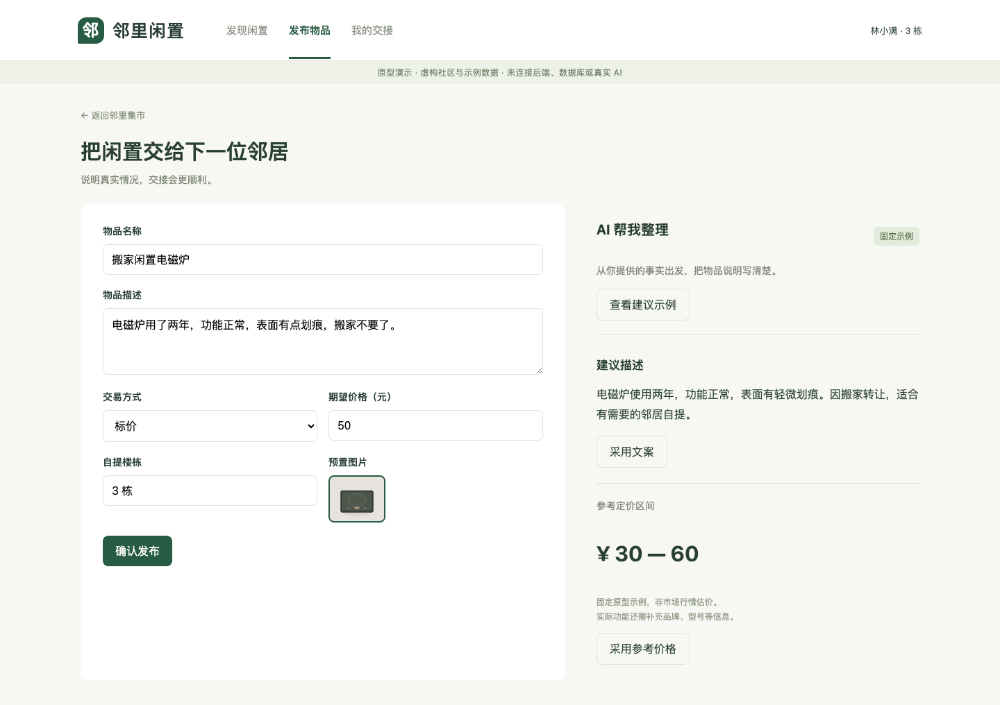 邻 邻里闲置 发现闲置 发布物品 我的交接 林小满 · 3 栋
原型演示 · 虚构社区与示例数据 · 未连接后端、数据库或真实 AI
← 返回邻里集市
把闲置交给下一位邻居
说明真实情况，交接会更顺利。
物品名称
搬家闲置电磁炉
物品描述
电磁炉用了两年，功能正常，表面有点划痕，搬家不要了。
交易方式 期望价格（元）
标价 50
自提楼栋 预置图片
3 栋
确认发布
AI 帮我整理 固定示例
从你提供的事实出发，把物品说明写清楚。
查看建议示例
建议描述
电磁炉使用两年，功能正常，表面有轻微划痕。因搬家转让，适合
有需要的邻居自提。
采用文案
参考定价区间
¥ 30 — 60
固定原型示例，非市场行情估价。
实际功能还需补充品牌、型号等信息。
采用参考价格